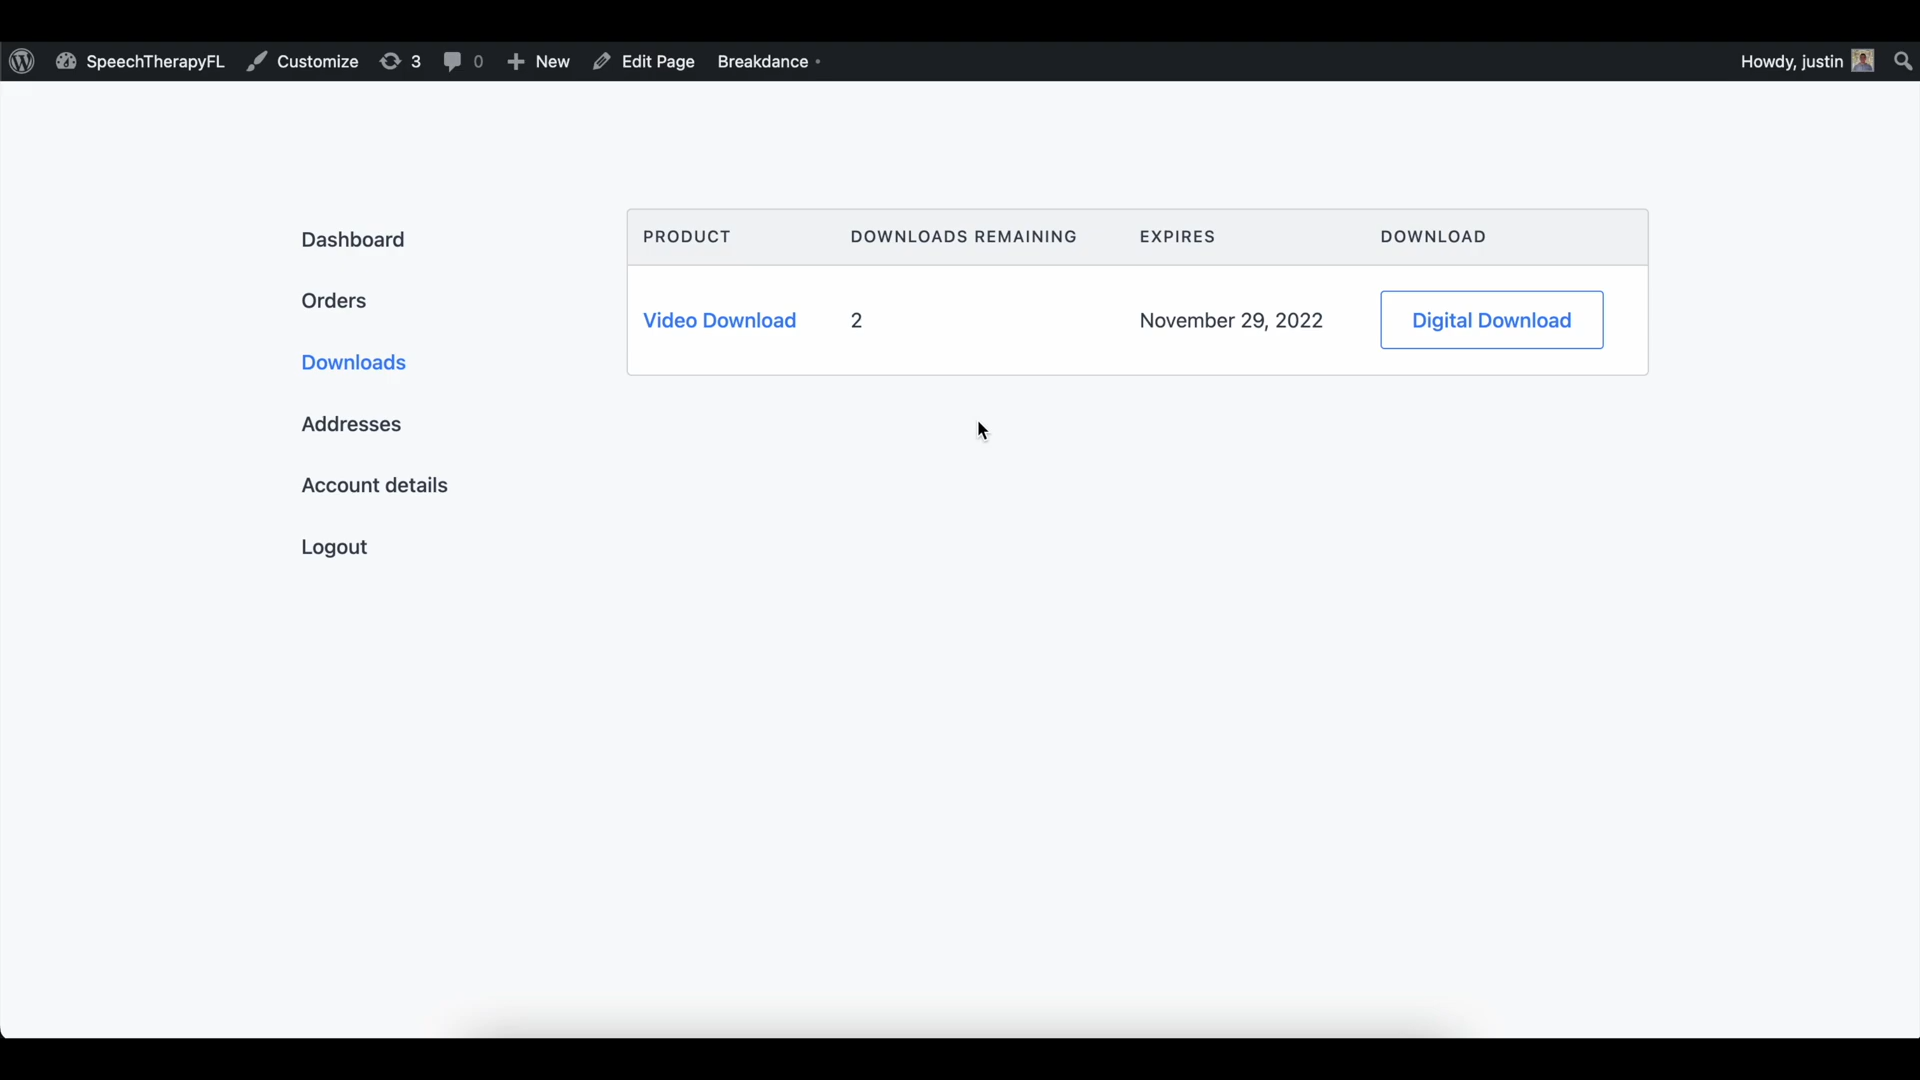 SpeechTherapyFL Customize 3 0 New Edit Page Breakdance Howdy, justin
Dashboard
Orders
Downloads
Addresses
Account details
Logout
PRODUCT DOWNLOADS REMAINING EXPIRES DOWNLOAD
Video Download 2 November 29, 2022 Digital Download